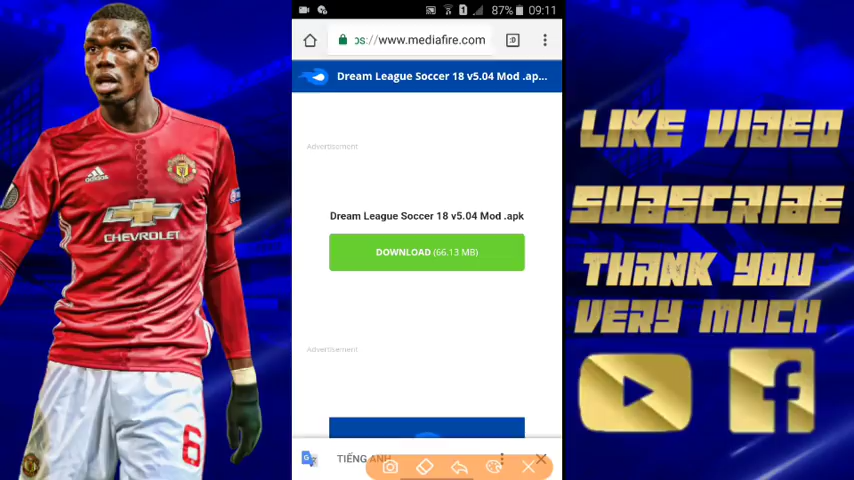 87% 09:11
ps://www.mediafire.com
:D
Dream League Soccer 18 v5.04 Mod .ap...
Advertisement
Dream League Soccer 18 v5.04 Mod .apk
DOWNLOAD (66.13 MB)
Advertisement
TIẾNG ANH
adidas
CHEVROLET
6
LIKE VIDEO
SUBSCRIBE
THANK YOU
VERY MUCH